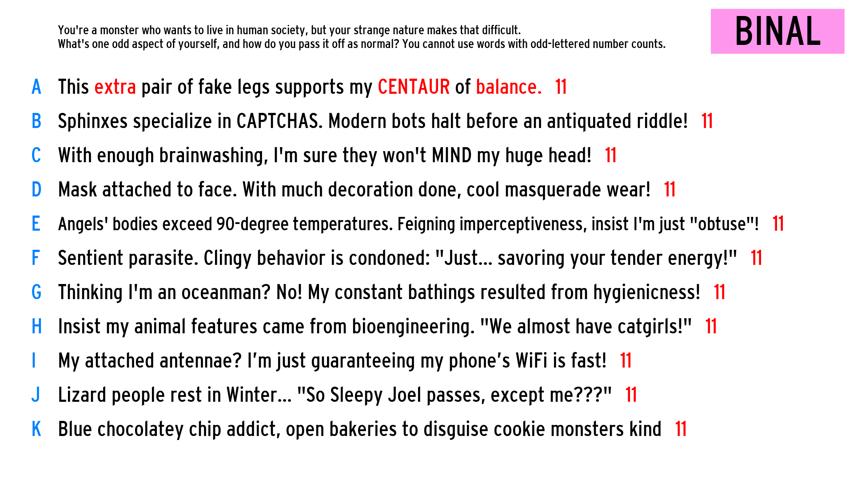 You're a monster who wants to live in human society, but your strange nature makes that difficult.
What's one odd aspect of yourself, and how do you pass it off as normal? You cannot use words with odd-lettered number counts.
BINAL
A This extra pair of fake legs supports my CENTAUR of balance. 11
B Sphinxes specialize in CAPTCHAS. Modern bots halt before an antiquated riddle! 11
C With enough brainwashing, I'm sure they won't MIND my huge head! 11
D Mask attached to face. With much decoration done, cool masquerade wear! 11
E Angels' bodies exceed 90-degree temperatures. Feigning imperceptiveness, insist I'm just "obtuse"! 11
F Sentient parasite. Clingy behavior is condoned: "Just... savoring your tender energy!" 11
G Thinking I'm an oceanman? No! My constant bathings resulted from hygienicness! 11
H Insist my animal features came from bioengineering. "We almost have catgirls!" 11
I My attached antennae? I’m just guaranteeing my phone’s WiFi is fast! 11
J Lizard people rest in Winter... "So Sleepy Joel passes, except me???" 11
K Blue chocolatey chip addict, open bakeries to disguise cookie monsters kind 11